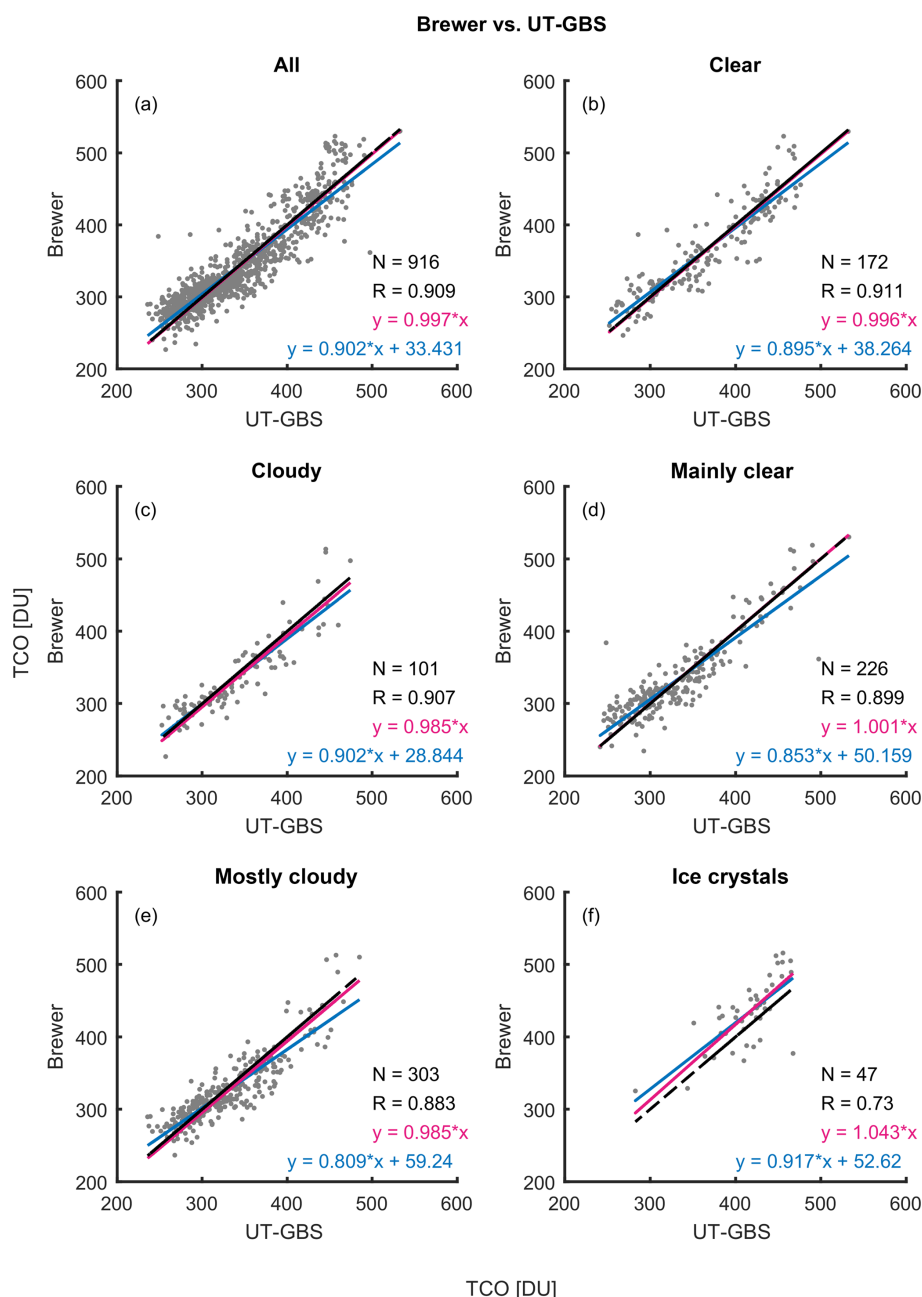 Brewer vs. UT-GBS
All
(a)
600
500
400
300
200
Brewer
N = 916
R = 0.909
y = 0.997*x
y = 0.902*x + 33.431
200 300 400 500 600
UT-GBS
Clear
(b)
600
500
400
300
200
Brewer
N = 172
R = 0.911
y = 0.996*x
y = 0.895*x + 38.264
200 300 400 500 600
UT-GBS
TCO [DU]
Cloudy
(c)
600
500
400
300
200
Brewer
N = 101
R = 0.907
y = 0.985*x
y = 0.902*x + 28.844
200 300 400 500 600
UT-GBS
Mainly clear
(d)
600
500
400
300
200
Brewer
N = 226
R = 0.899
y = 1.001*x
y = 0.853*x + 50.159
200 300 400 500 600
UT-GBS
Mostly cloudy
(e)
600
500
400
300
200
Brewer
N = 303
R = 0.883
y = 0.985*x
y = 0.809*x + 59.24
200 300 400 500 600
UT-GBS
Ice crystals
(f)
600
500
400
300
200
Brewer
N = 47
R = 0.73
y = 1.043*x
y = 0.917*x + 52.62
200 300 400 500 600
UT-GBS
TCO [DU]